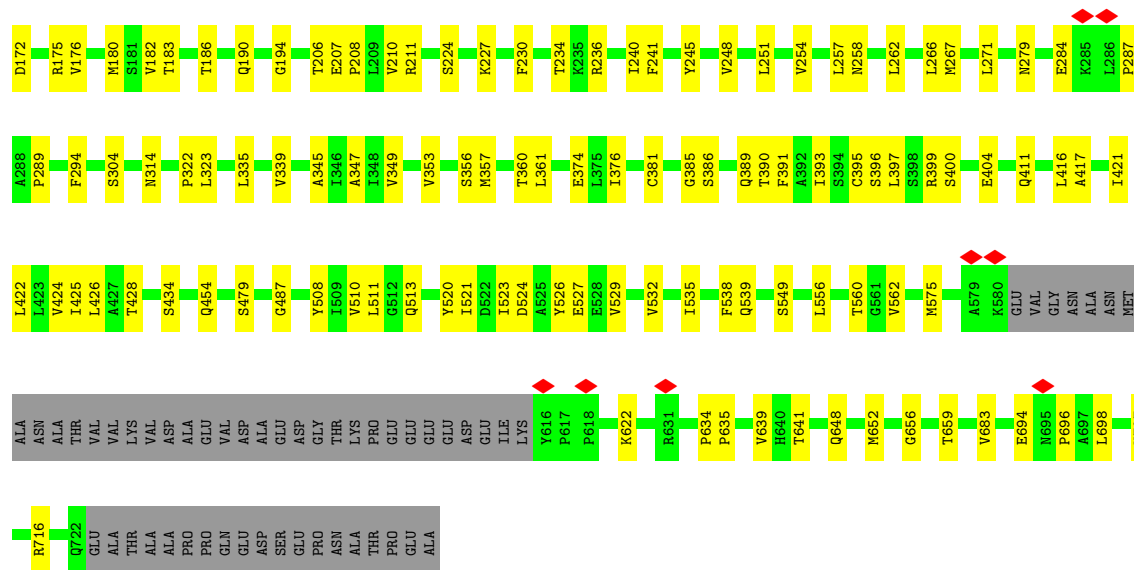 D172 R175 V176 M180 S181 V182 T183 T186 Q190 G194 T206 E207 P208 L209 V210 R211 S224 K227 F230 T234 K235 R236 I240 F241 Y245 V248 L251 V254 L257 N258 L262 L266 M267 L271 N279 E284 K285 L286 P287
A288 P289 F294 S304 N314 P322 L323 L335 V339 A345 I346 A347 I348 V349 V353 S356 M357 T360 L361 E374 L375 I376 C381 G385 S386 Q389 T390 F391 A392 I393 S394 C395 S396 L397 S398 R399 S400 E404 Q411 L416 A417 I421
L422 L423 V424 I425 L426 A427 T428 S434 Q454 S479 G487 Y508 I509 V510 L511 G512 Q513 Y520 I521 D522 I523 D524 A525 Y526 E527 E528 V529 V532 I535 F538 Q539 S549 L556 T560 G561 V562 M575 A579 K580 GLU VAL GLY ASN ALA ASN MET
ALA ASN ALA THR VAL VAL LYS VAL ASP ALA GLU VAL ASP ALA GLU ASP GLY THR LYS PRO GLU GLU GLU GLU ASP GLU ILE LYS Y616 P617 P618 K622 R631 P634 P635 V639 H640 T641 Q648 M652 G656 T659 V683 E694 N695 P696 A697 L698
R716 Q722 GLU ALA THR ALA ALA PRO PRO GLN GLU ASP SER GLU PRO ASN ALA THR PRO GLU ALA